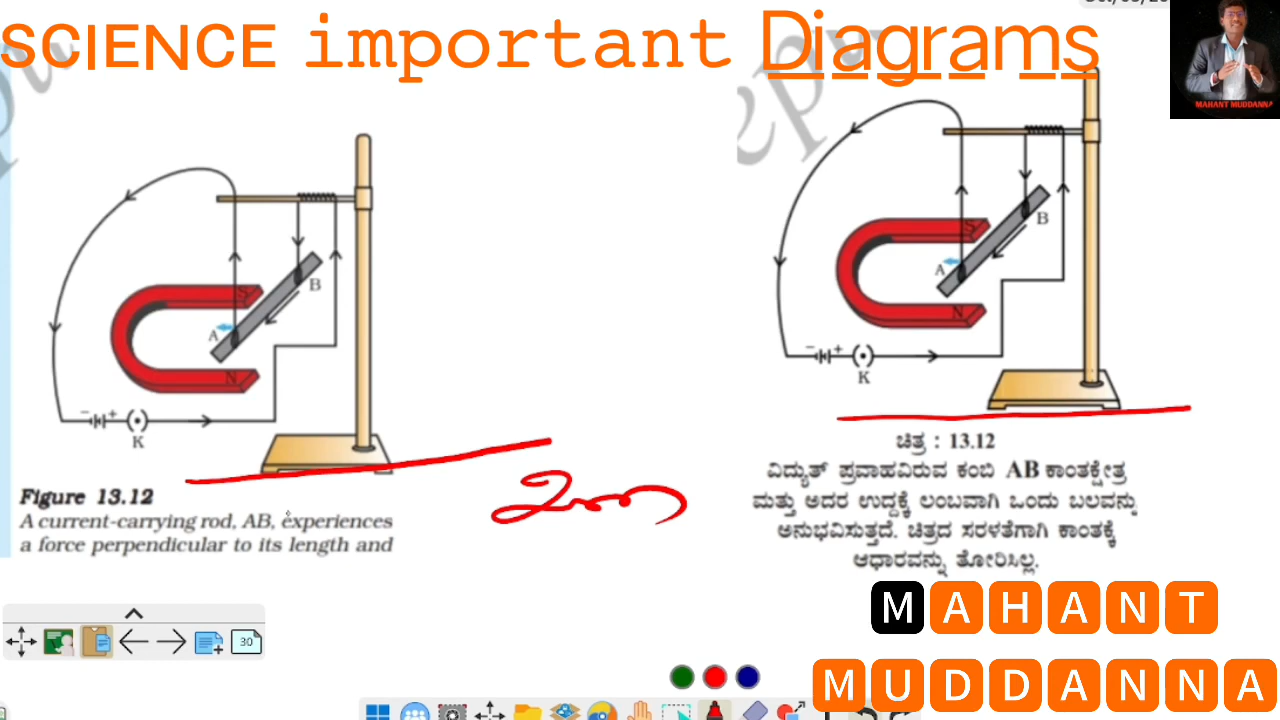 SCIENCE important Diagrams
MAHANT MUDDANNA
S
B
A
N
− +
K
Figure 13.12
A current-carrying rod, AB, experiences
a force perpendicular to its length and
S
B
A
N
− +
K
ಚಿತ್ರ : 13.12
ವಿದ್ಯುತ್ ಪ್ರವಾಹವಿರುವ ಕಂಬಿ AB ಕಾಂತಕ್ಷೇತ್ರ
ಮತ್ತು ಅದರ ಉದ್ದಕ್ಕೆ ಲಂಬವಾಗಿ ಒಂದು ಬಲವನ್ನು
ಅನುಭವಿಸುತ್ತದೆ. ಚಿತ್ರದ ಸರಳತೆಗಾಗಿ ಕಾಂತಕ್ಕೆ
ಆಧಾರವನ್ನು ತೋರಿಸಿಲ್ಲ.
30
MAHANT
MUDDANNA